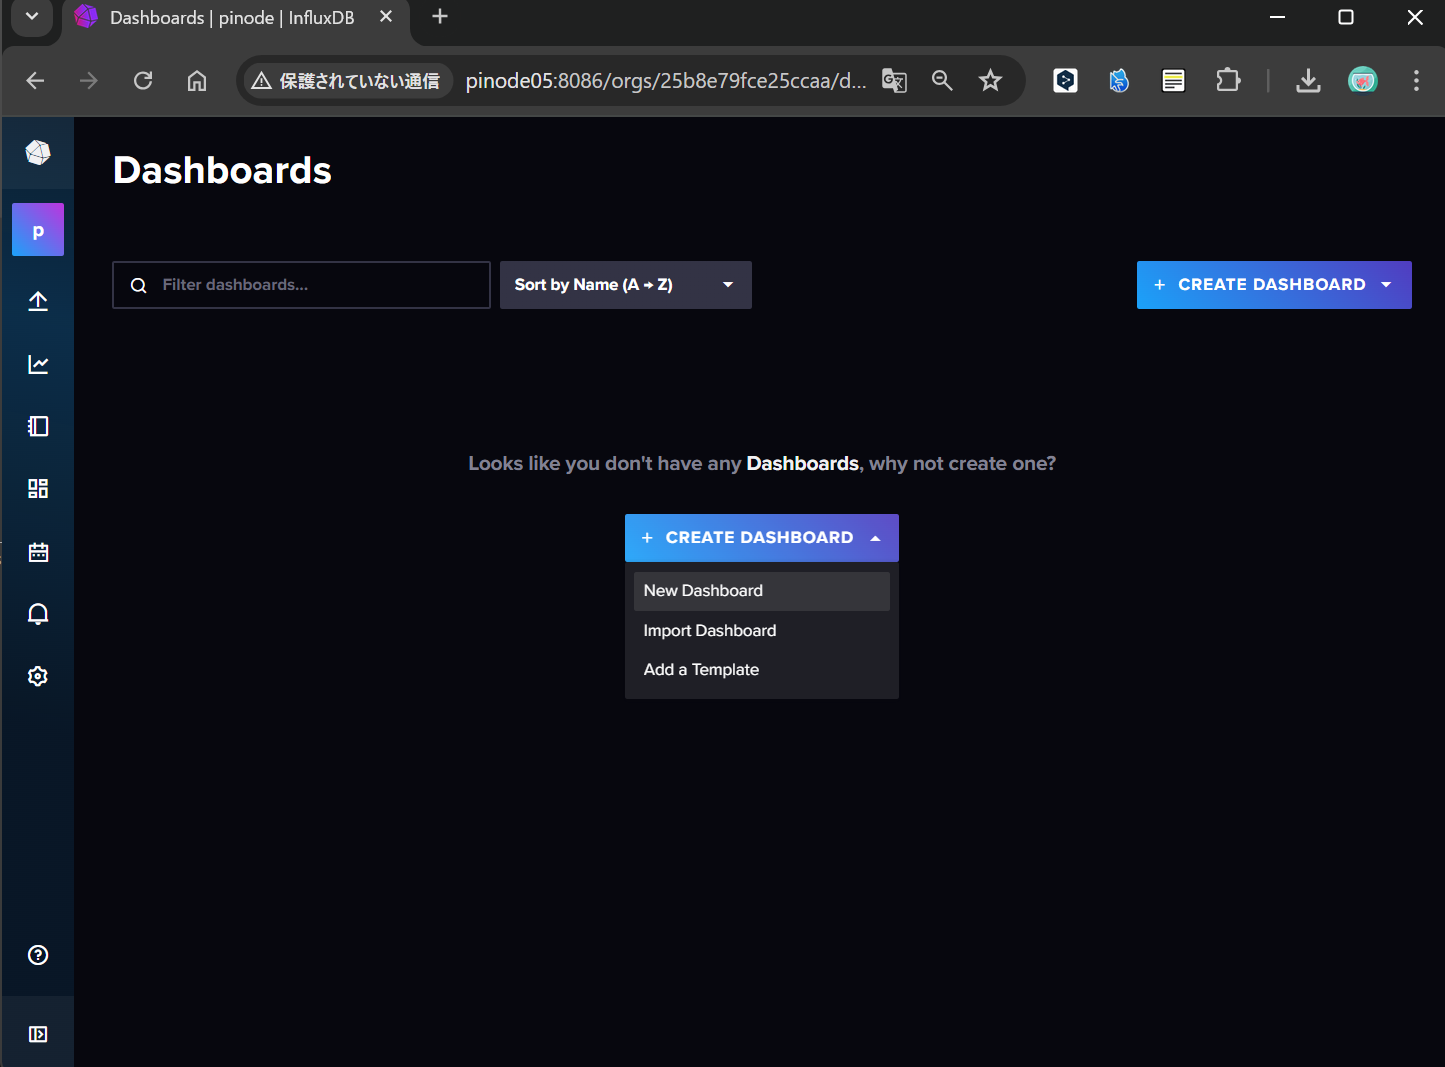 Dashboards | pinode | InfluxDB
保護されていない通信
pinode05:8086/orgs/25b8e79fce25ccaa/d...
Dashboards
p
Filter dashboards...
Sort by Name (A → Z)
+ CREATE DASHBOARD
Looks like you don't have any Dashboards, why not create one?
+ CREATE DASHBOARD
New Dashboard
Import Dashboard
Add a Template